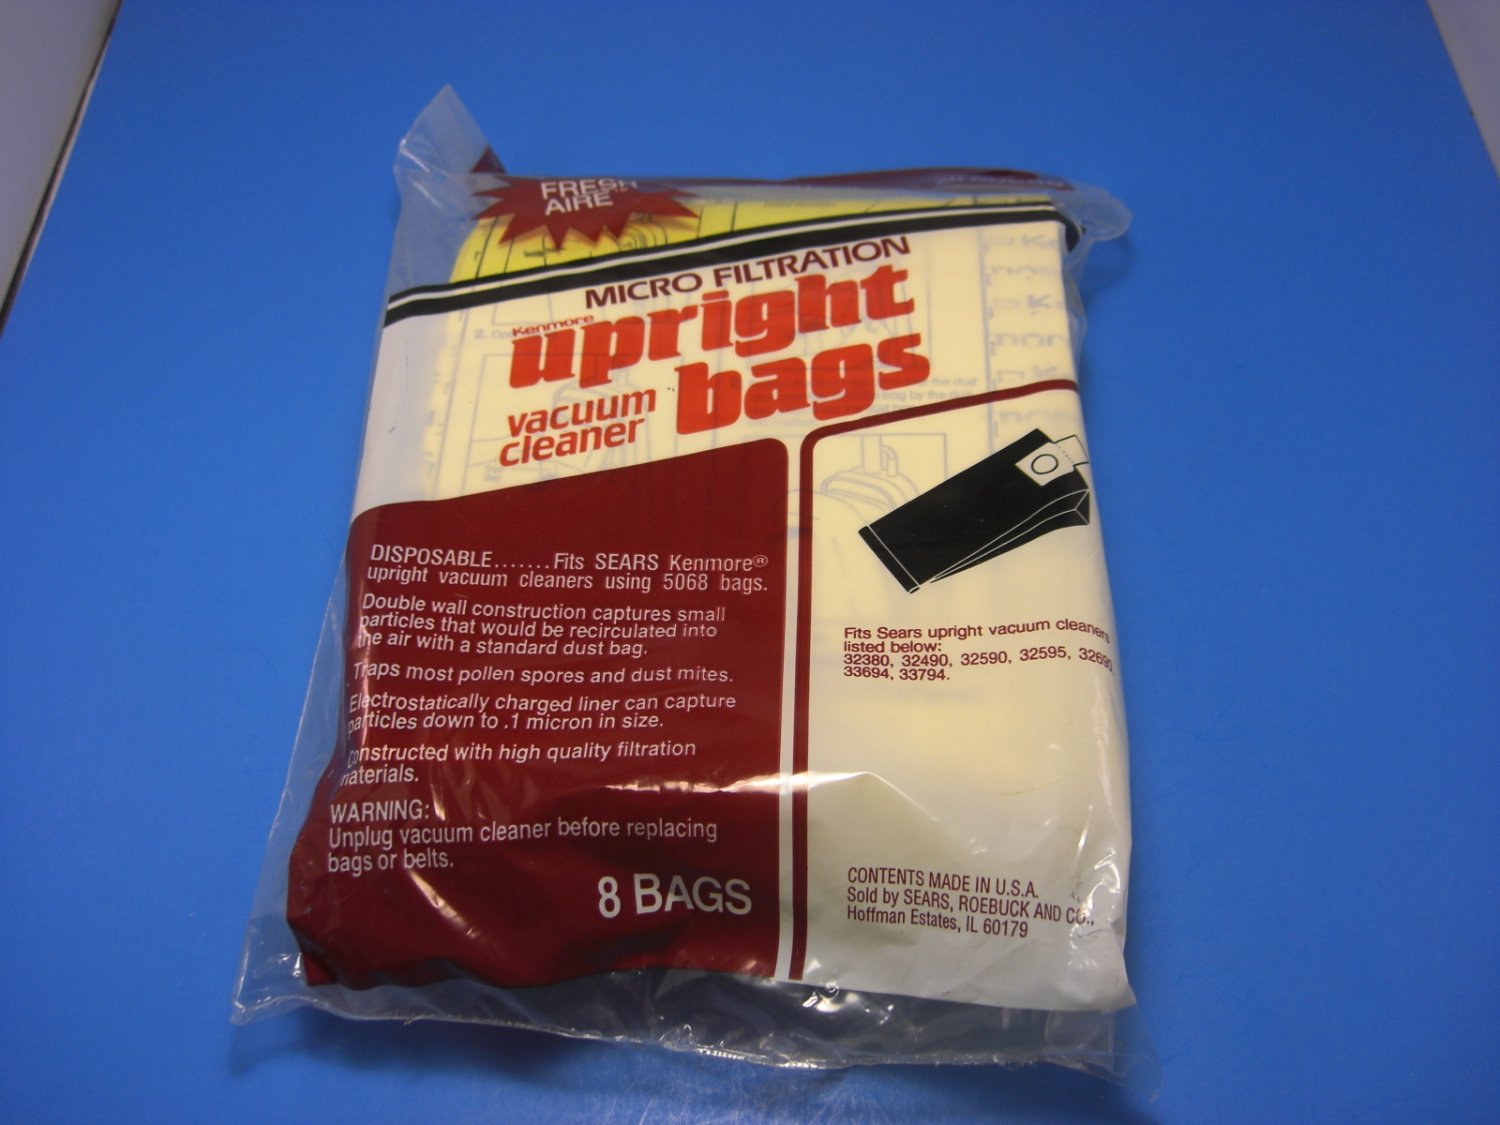 FRESH
AIRE
MICRO FILTRATION
Kenmore
upright
vacuum
cleaner
bags
DISPOSABLE.......Fits SEARS Kenmore®
upright vacuum cleaners using 5068 bags.
Double wall construction captures small
particles that would be recirculated into
the air with a standard dust bag.
Traps most pollen spores and dust mites.
Electrostatically charged liner can capture
particles down to .1 micron in size.
Constructed with high quality filtration
materials.
WARNING:
Unplug vacuum cleaner before replacing
bags or belts.
8 BAGS
Fits Sears upright vacuum cleaners
listed below:
32380, 32490, 32590, 32595, 32690,
33694, 33794.
CONTENTS MADE IN U.S.A.
Sold by SEARS, ROEBUCK AND CO.,
Hoffman Estates, IL 60179